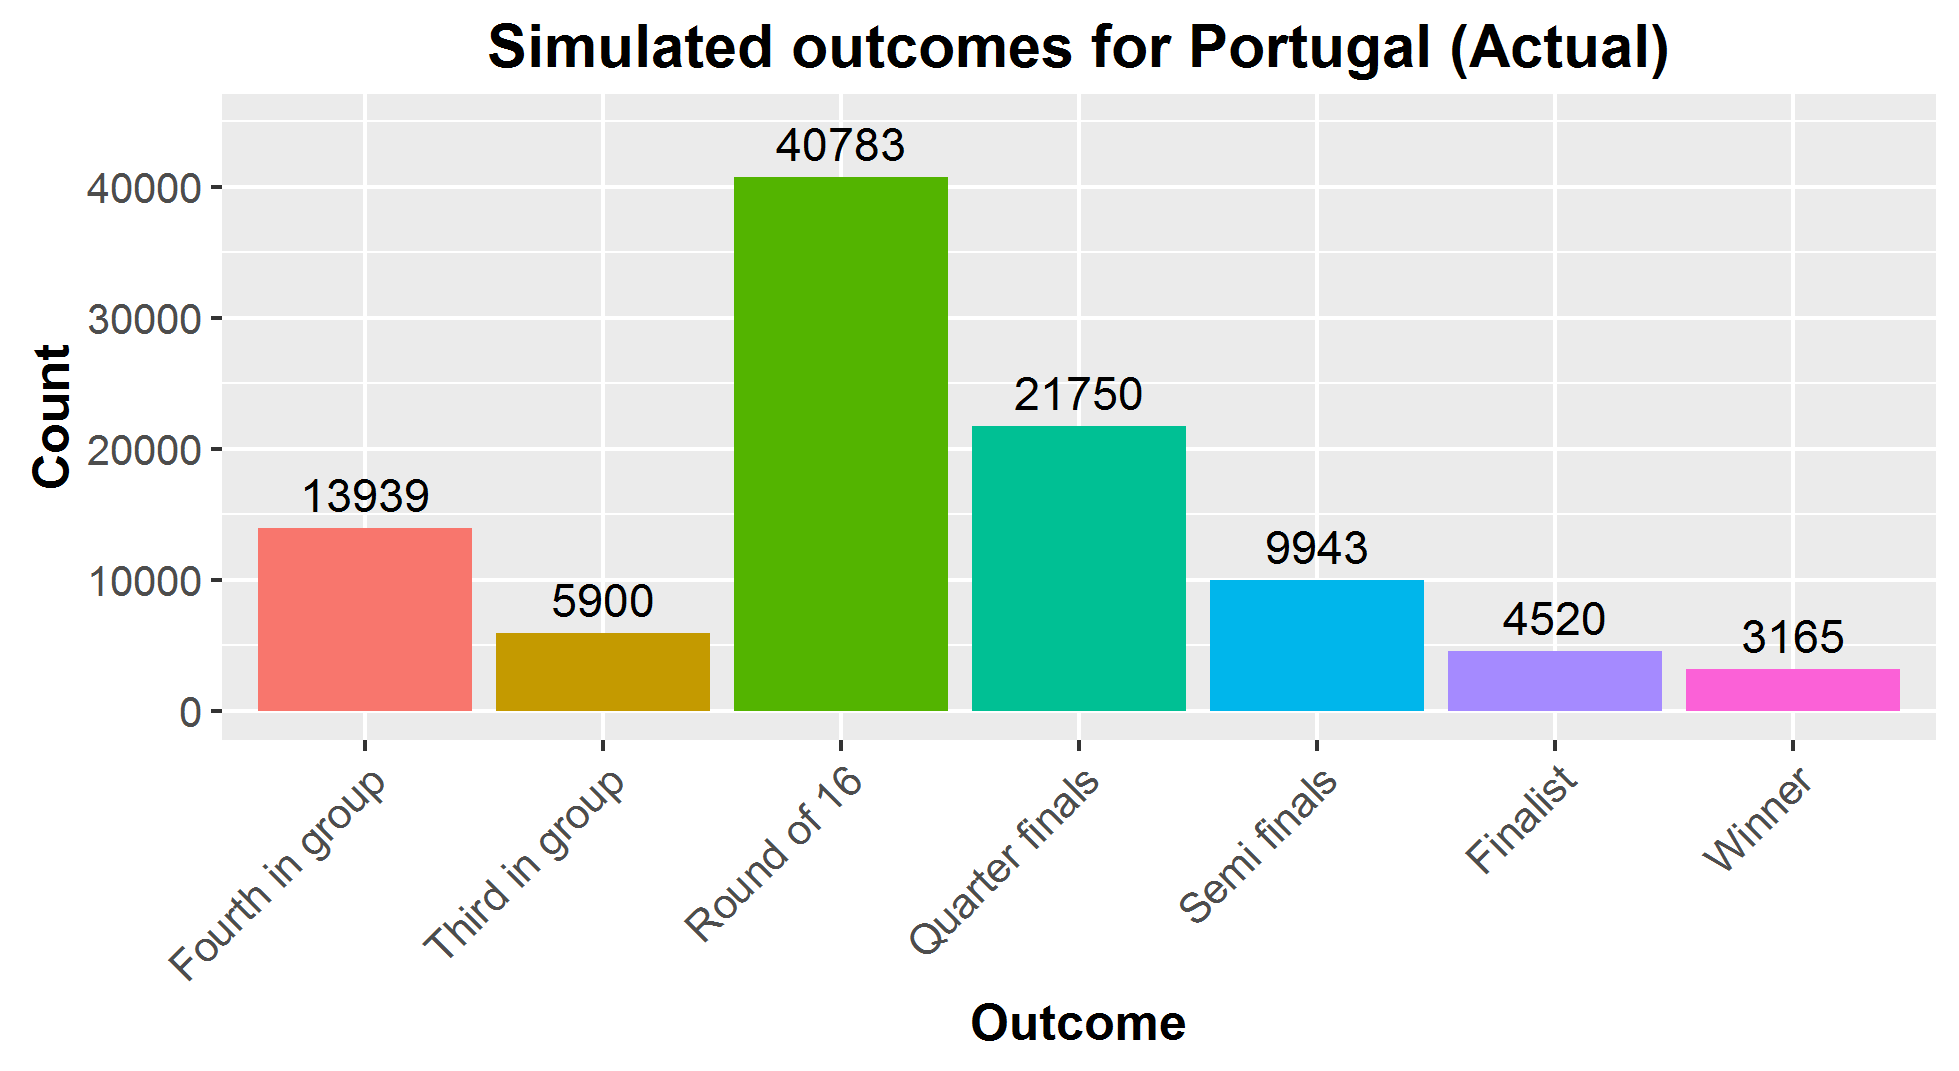 Simulated outcomes for Portugal (Actual)
Count
40000
30000
20000
10000
0
13939
5900
40783
21750
9943
4520
3165
Fourth in group
Third in group
Round of 16
Quarter finals
Semi finals
Finalist
Winner
Outcome